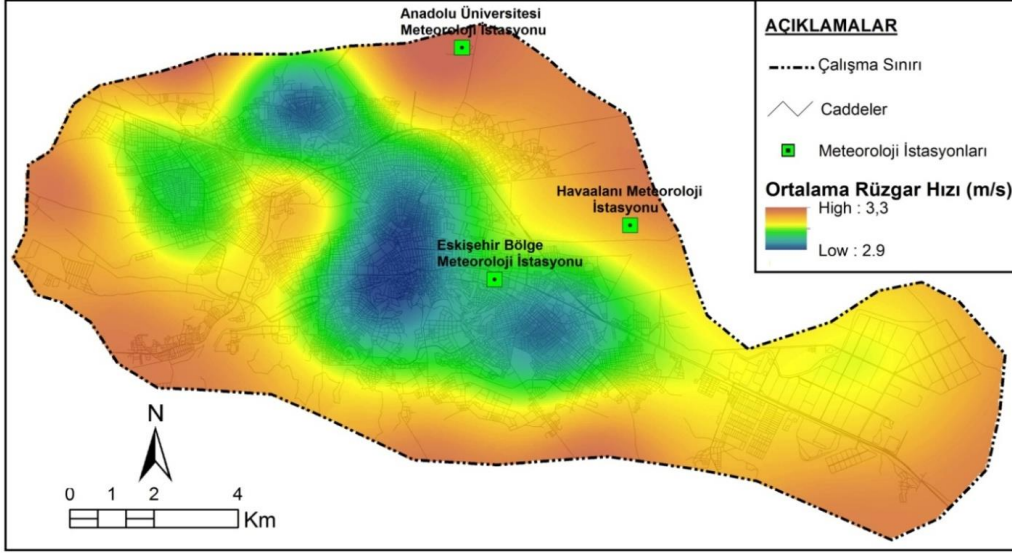 Anadolu Üniversitesi
Meteoroloji İstasyonu
Havaalanı Meteoroloji
İstasyonu
Eskişehir Bölge
Meteoroloji İstasyonu
N
0 1 2 4
Km
AÇIKLAMALAR
Çalışma Sınırı
Caddeler
Meteoroloji İstasyonları
Ortalama Rüzgar Hızı (m/s)
High : 3,3
Low : 2.9